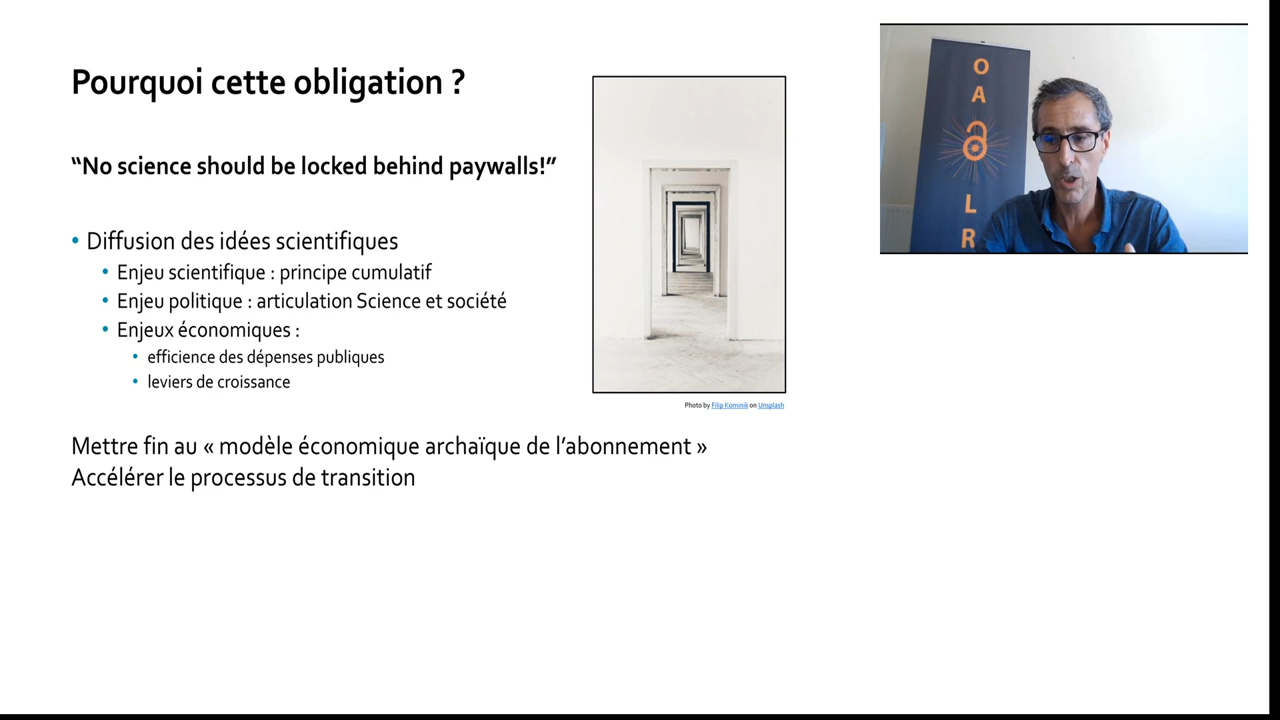 Pourquoi cette obligation ?
“No science should be locked behind paywalls!”
• Diffusion des idées scientifiques
• Enjeu scientifique : principe cumulatif
• Enjeu politique : articulation Science et société
• Enjeux économiques :
• efficience des dépenses publiques
• leviers de croissance
Photo by Filip Kominik on Unsplash
Mettre fin au « modèle économique archaïque de l’abonnement »
Accélérer le processus de transition
O
A
L
R